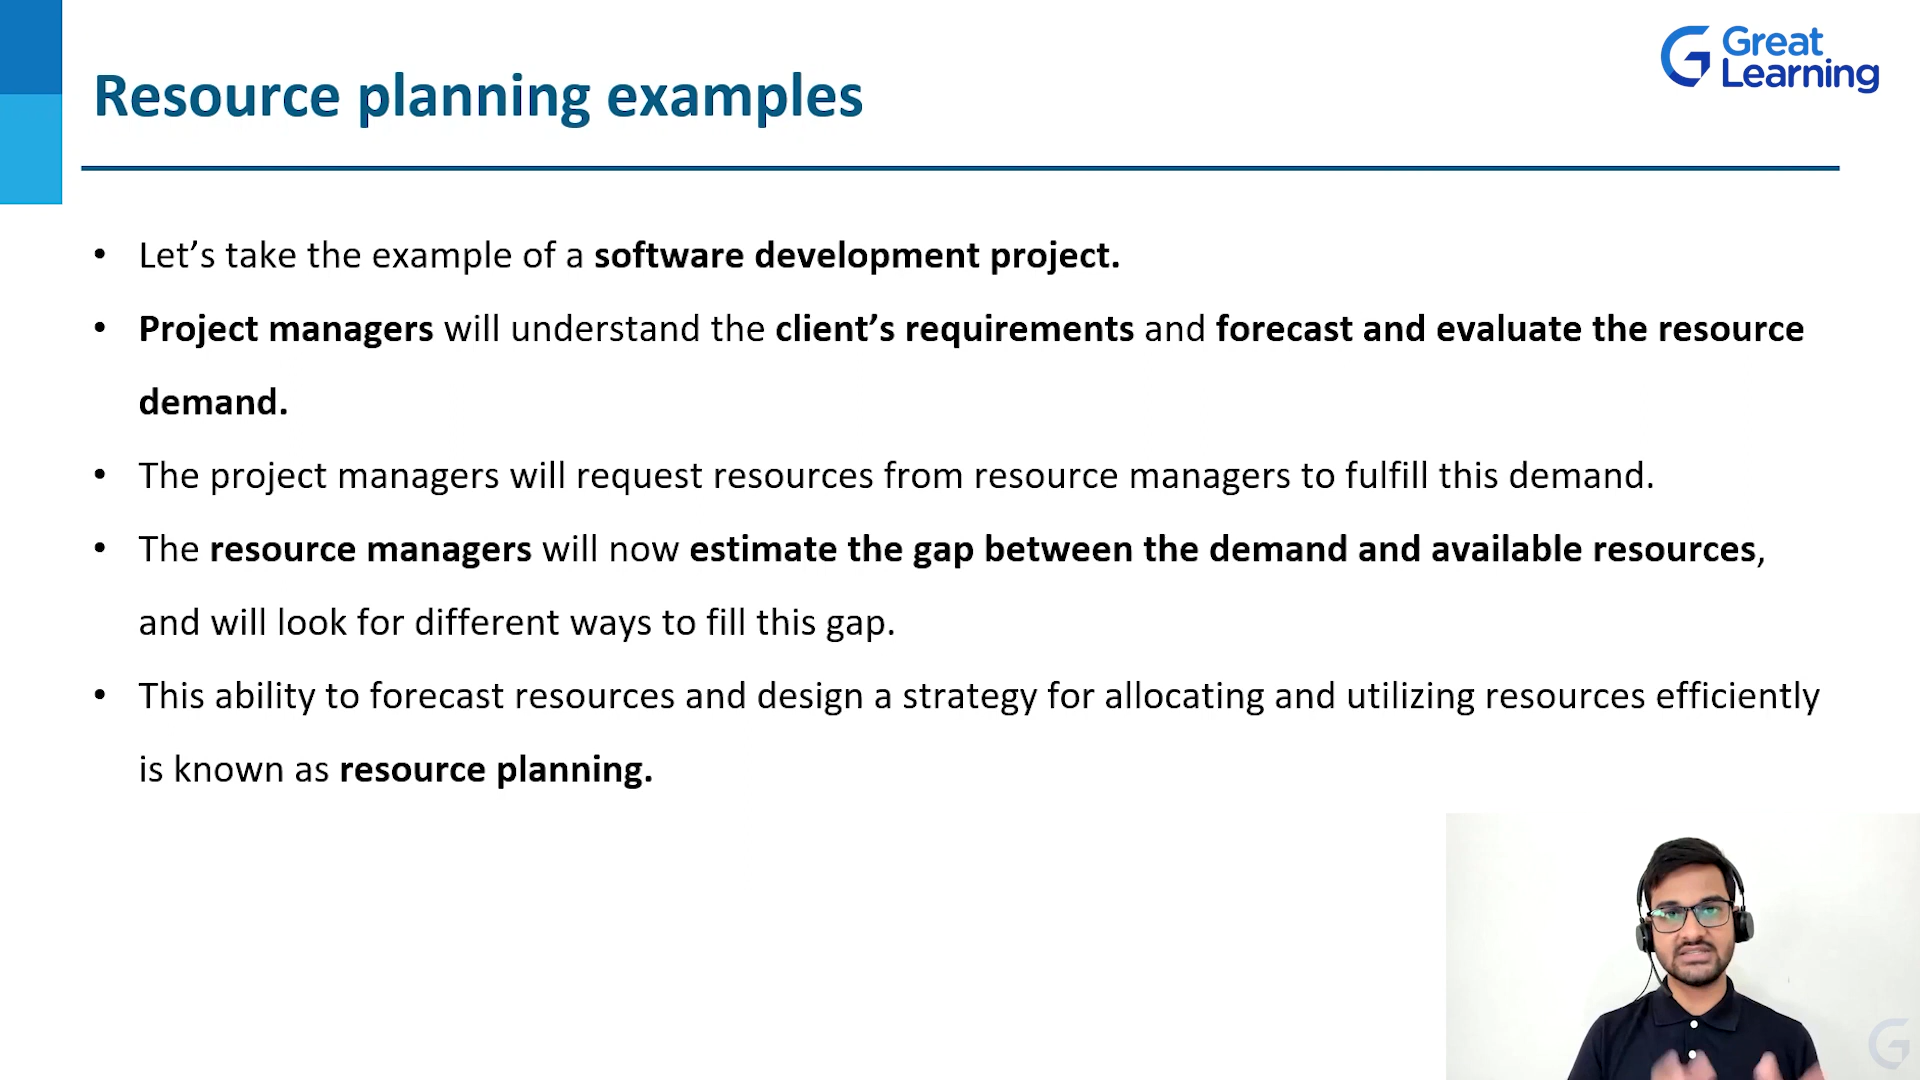 Great
Learning
Resource planning examples
• Let’s take the example of a software development project.
• Project managers will understand the client’s requirements and forecast and evaluate the resource
demand.
• The project managers will request resources from resource managers to fulfill this demand.
• The resource managers will now estimate the gap between the demand and available resources,
and will look for different ways to fill this gap.
• This ability to forecast resources and design a strategy for allocating and utilizing resources efficiently
is known as resource planning.